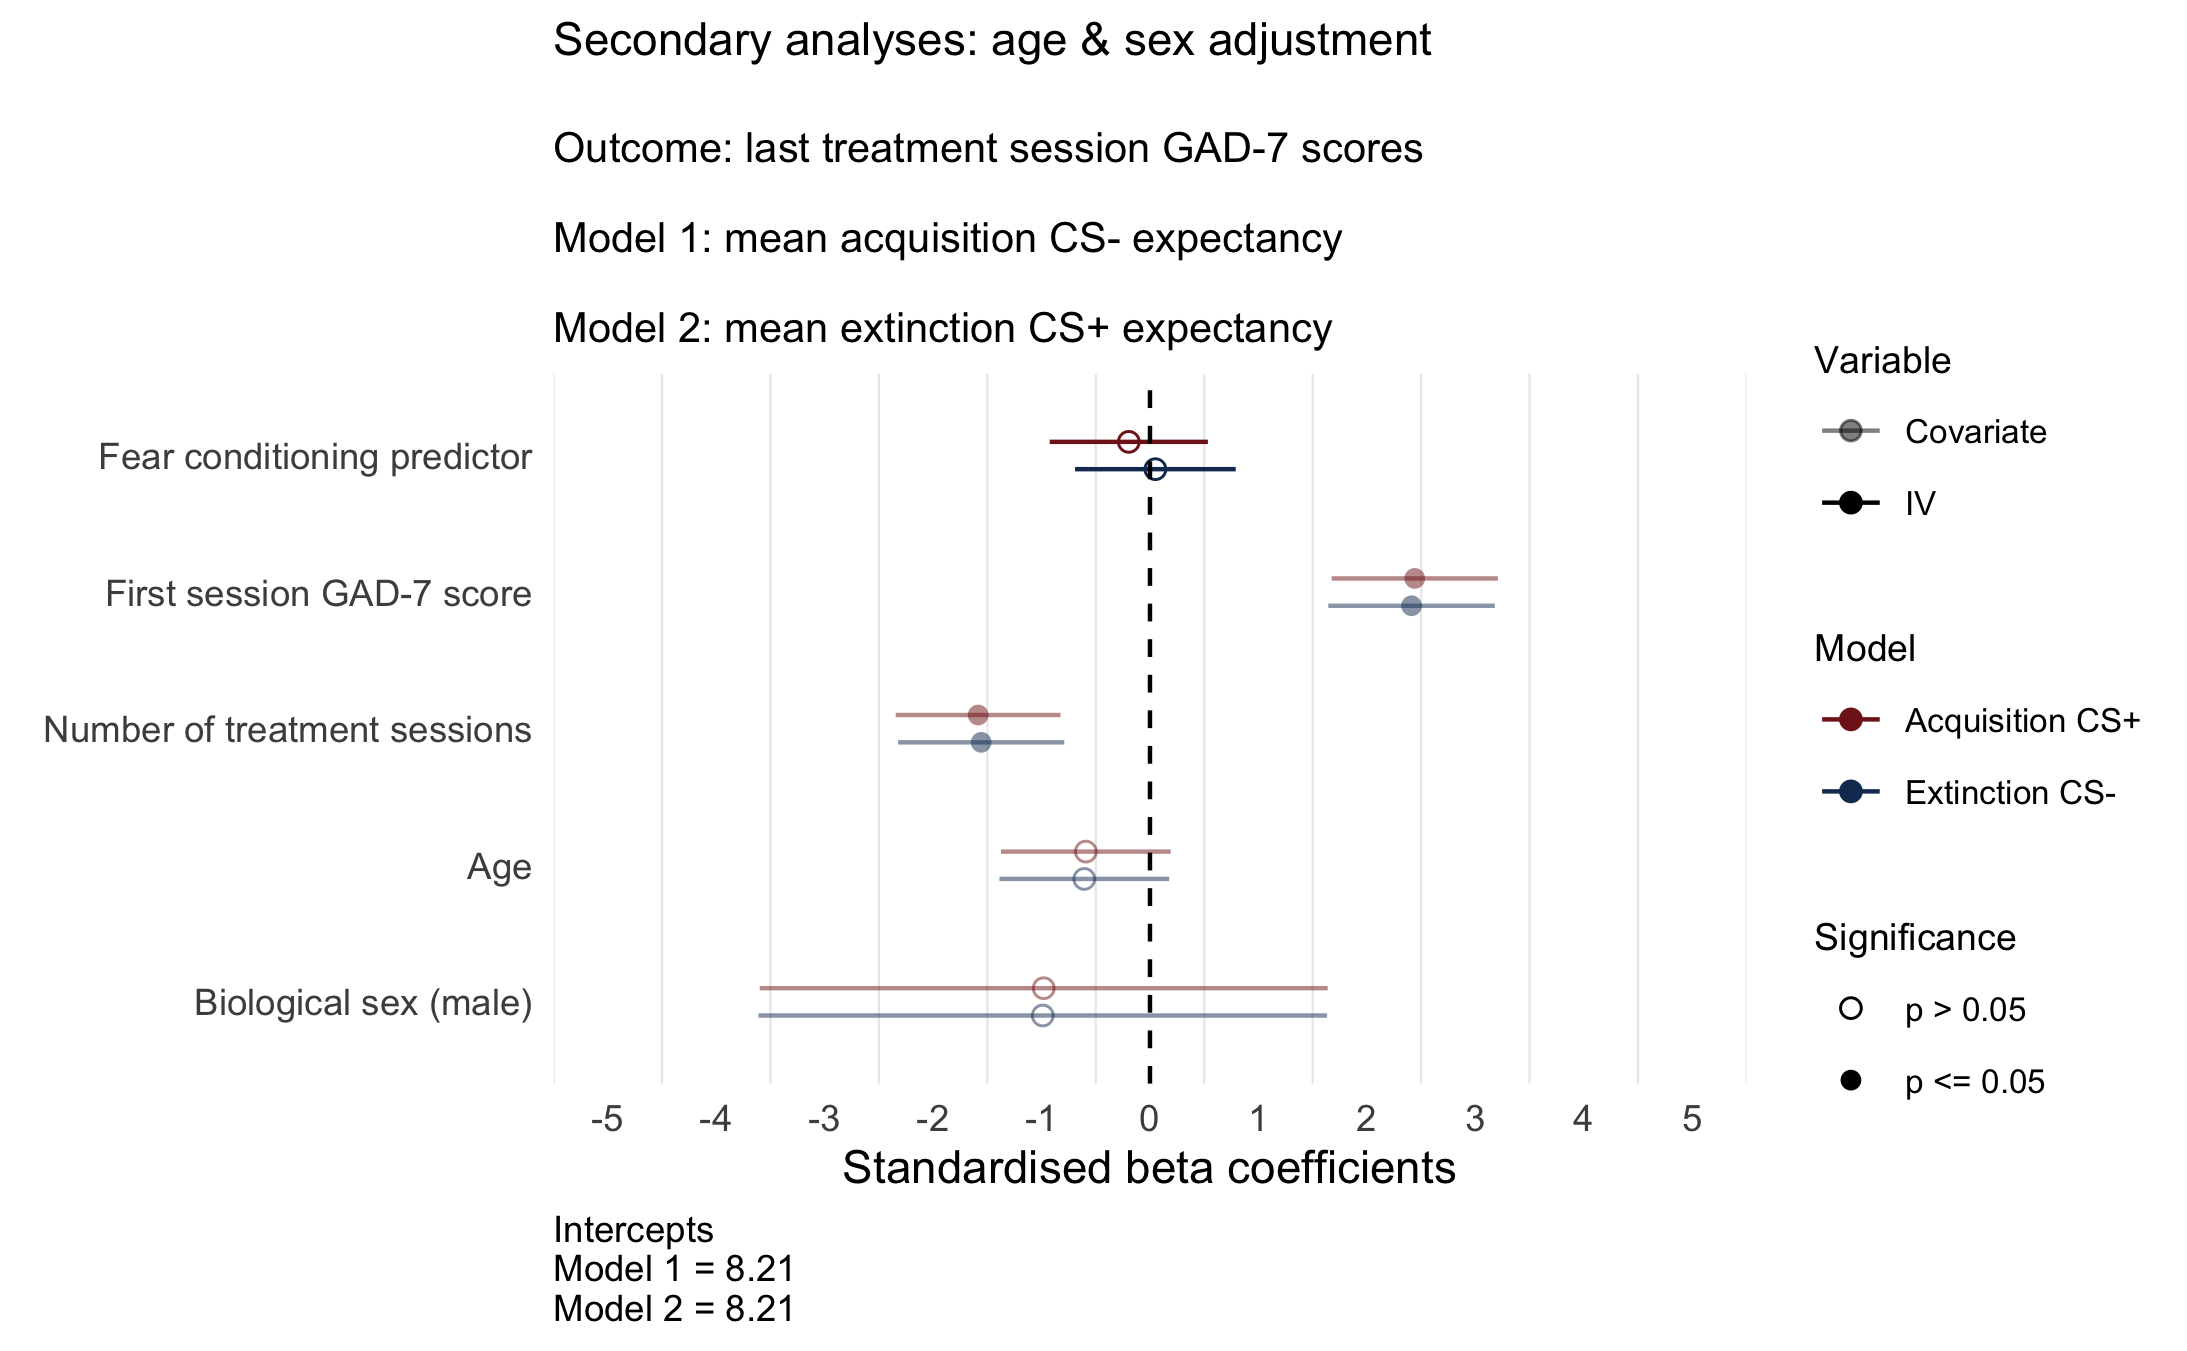 Secondary analyses: age & sex adjustment
Outcome: last treatment session GAD-7 scores
Model 1: mean acquisition CS- expectancy
Model 2: mean extinction CS+ expectancy
Fear conditioning predictor
First session GAD-7 score
Number of treatment sessions
Age
Biological sex (male)
-5 -4 -3 -2 -1 0 1 2 3 4 5
Standardised beta coefficients
Intercepts
Model 1 = 8.21
Model 2 = 8.21
Variable
Covariate
IV
Model
Acquisition CS+
Extinction CS-
Significance
p > 0.05
p <= 0.05